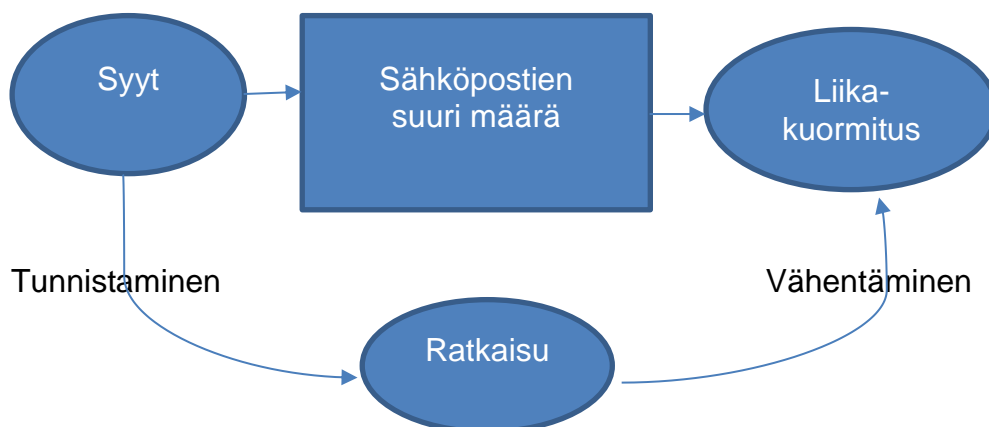 Syyt
Sähköpostien
suuri määrä
Liika-
kuormitus
Tunnistaminen
Vähentäminen
Ratkaisu